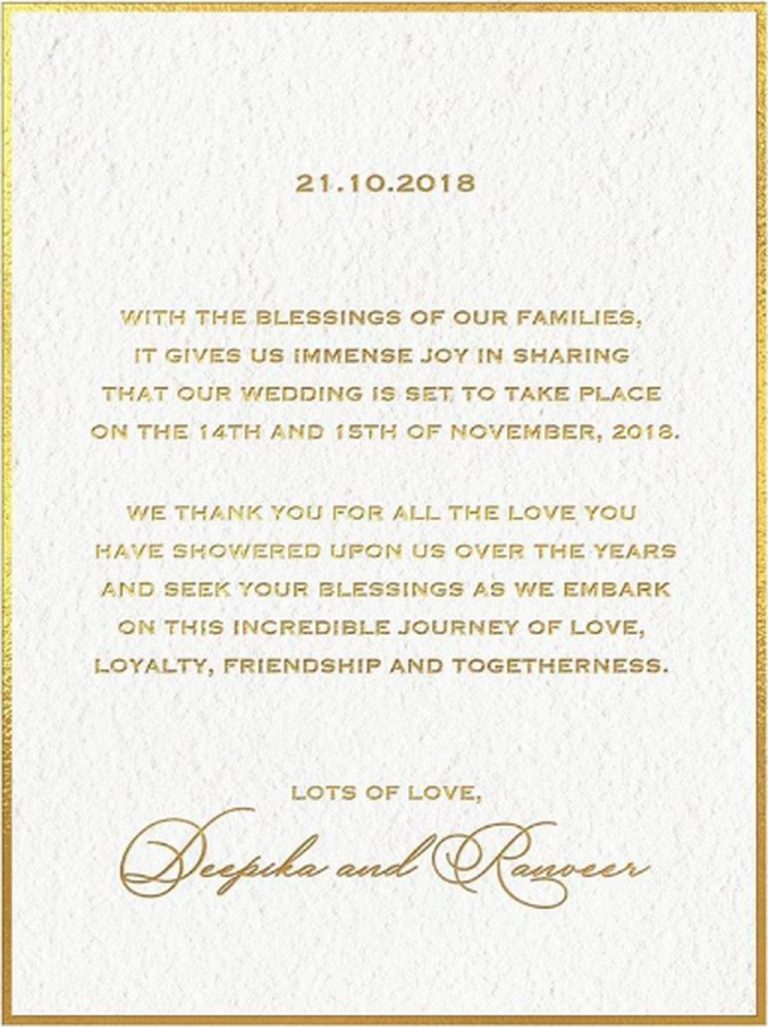 21.10.2018
WITH THE BLESSINGS OF OUR FAMILIES,
IT GIVES US IMMENSE JOY IN SHARING
THAT OUR WEDDING IS SET TO TAKE PLACE
ON THE 14TH AND 15TH OF NOVEMBER, 2018.
WE THANK YOU FOR ALL THE LOVE YOU
HAVE SHOWERED UPON US OVER THE YEARS
AND SEEK YOUR BLESSINGS AS WE EMBARK
ON THIS INCREDIBLE JOURNEY OF LOVE,
LOYALTY, FRIENDSHIP AND TOGETHERNESS.
LOTS OF LOVE,
Deepika and Ranveer